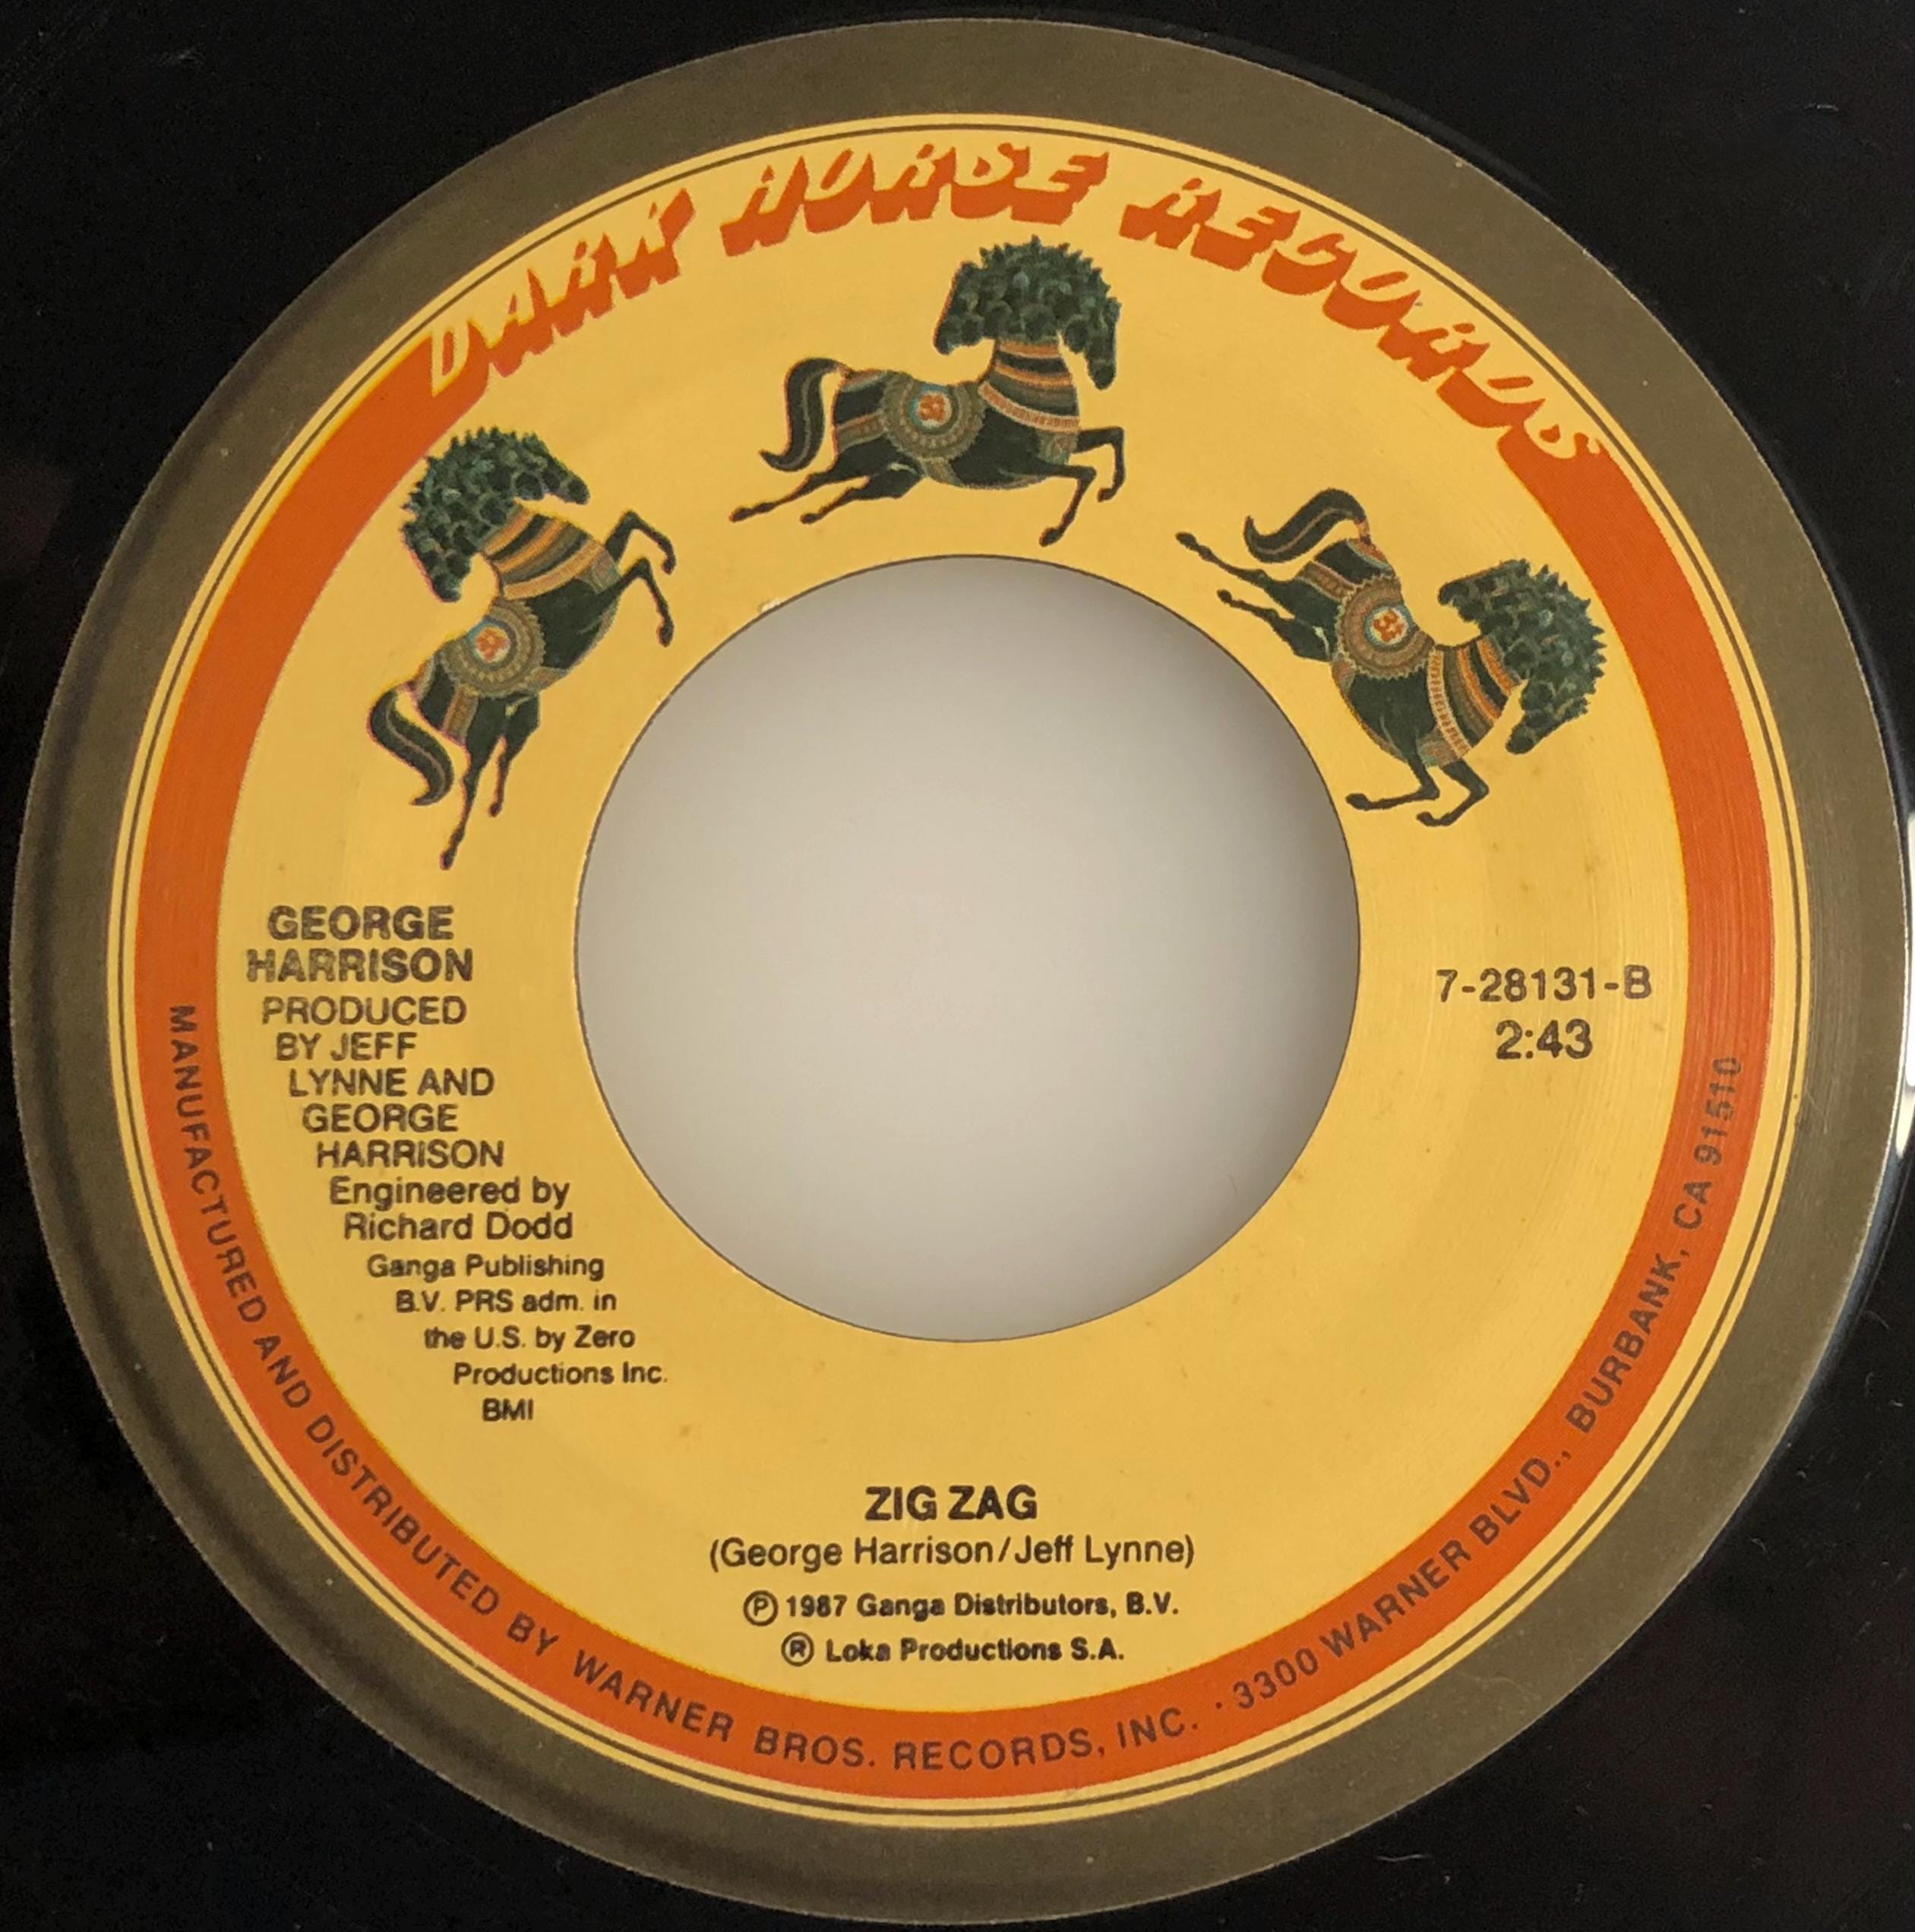 DARK HORSE RECORDS
GEORGE
HARRISON
PRODUCED
BY JEFF
LYNNE AND
GEORGE
HARRISON
Engineered by
Richard Dodd
Ganga Publishing
B.V. PRS adm. in
the U.S. by Zero
Productions Inc.
BMI
7-28131-B
2:43
ZIG ZAG
(George Harrison/Jeff Lynne)
Ⓟ 1987 Ganga Distributors, B.V.
® Loka Productions S.A.
MANUFACTURED AND DISTRIBUTED BY WARNER BROS. RECORDS, INC. · 3300 WARNER BLVD., BURBANK, CA 91510